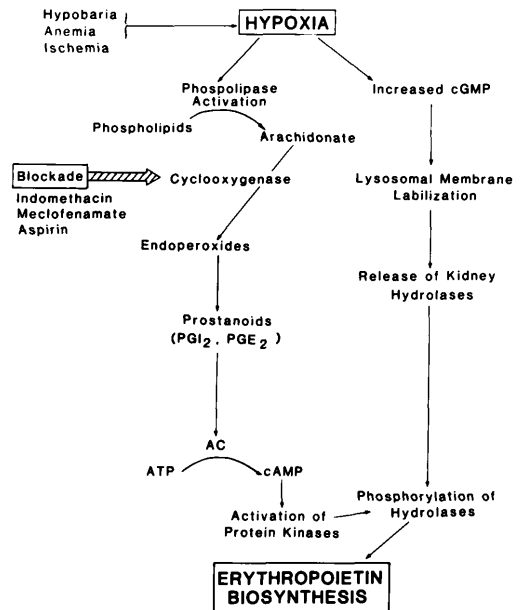 Hypobaria
Anemia
Ischemia
HYPOXIA
Phospolipase
Activation
Increased cGMP
Phospholipids
Arachidonate
Blockade
Indomethacin
Meclofenamate
Aspirin
Cyclooxygenase
Lysosomal Membrane
Labilization
Endoperoxides
Release of Kidney
Hydrolases
Prostanoids
(PGI2, PGE2)
AC
ATP
cAMP
Activation of
Protein Kinases
Phosphorylation of
Hydrolases
ERYTHROPOIETIN
BIOSYNTHESIS